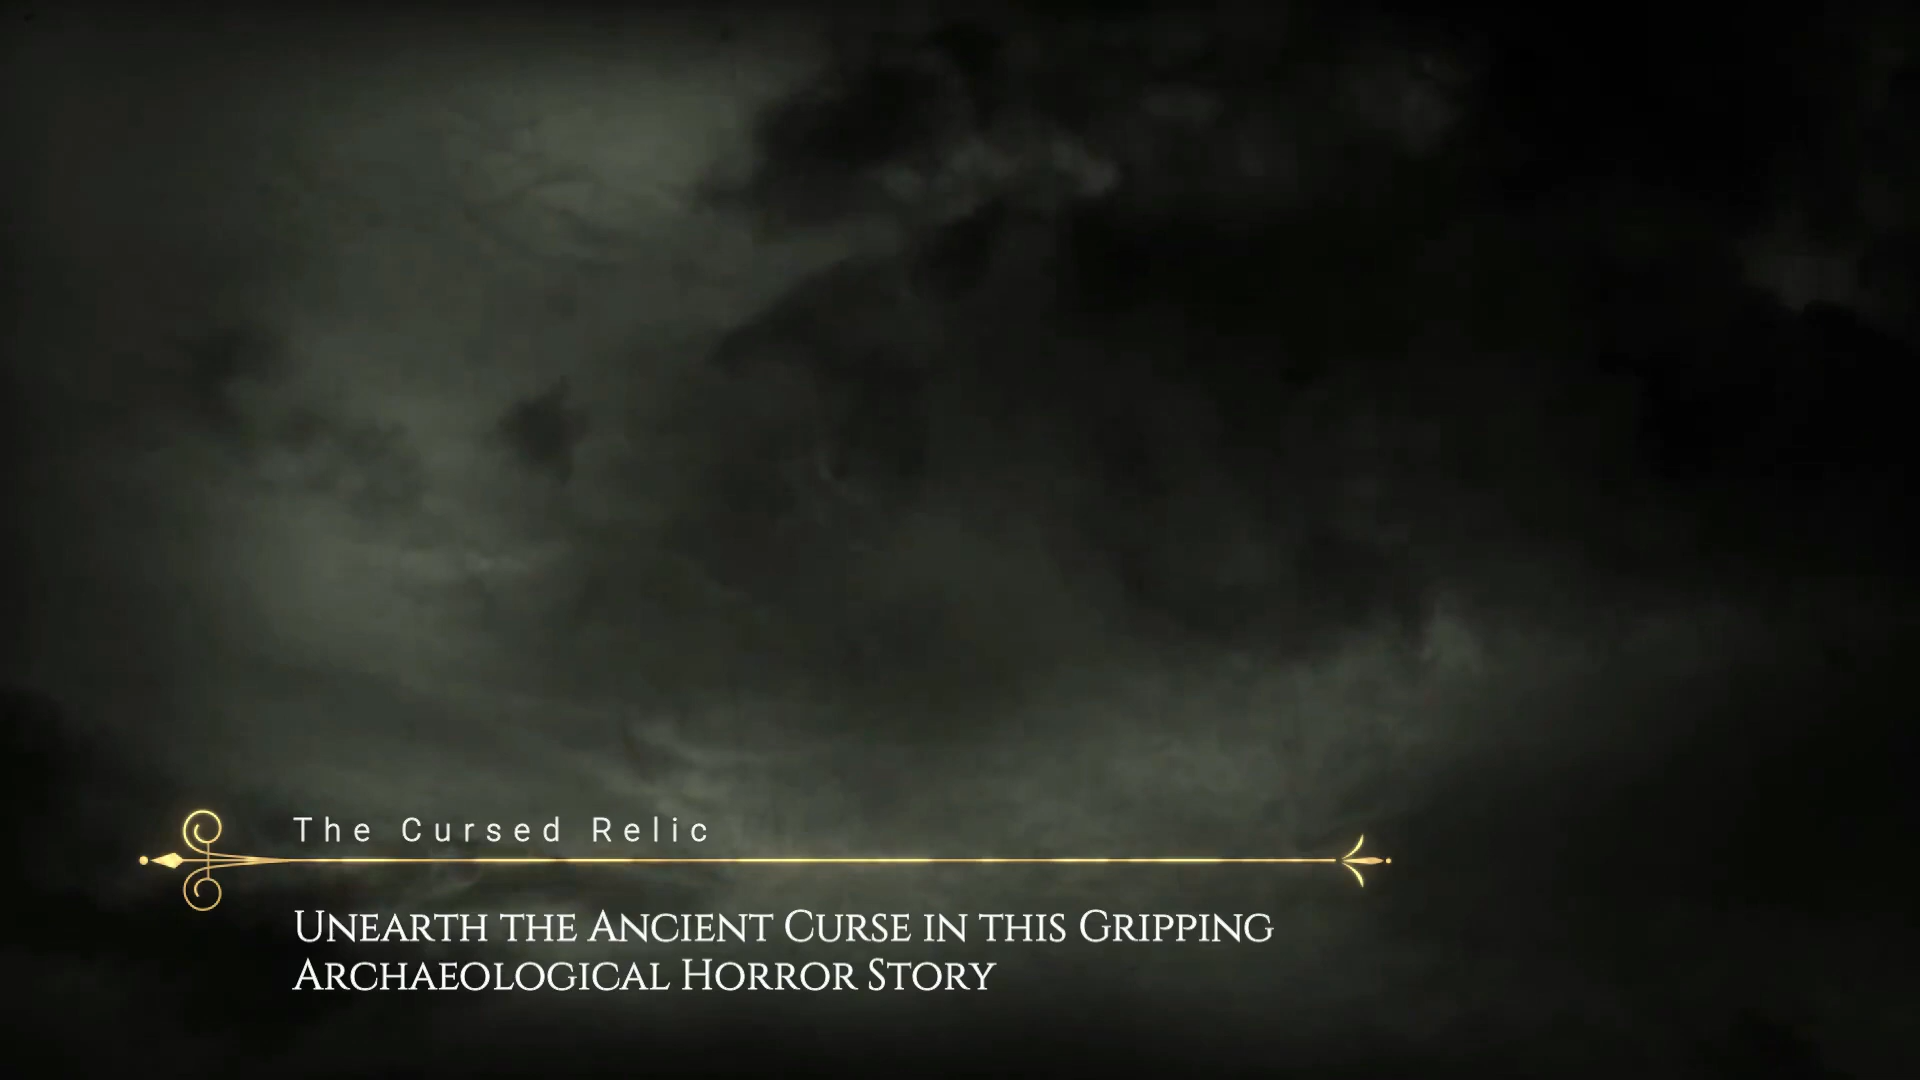 The Cursed Relic
Unearth the Ancient Curse in this Gripping
Archaeological Horror Story